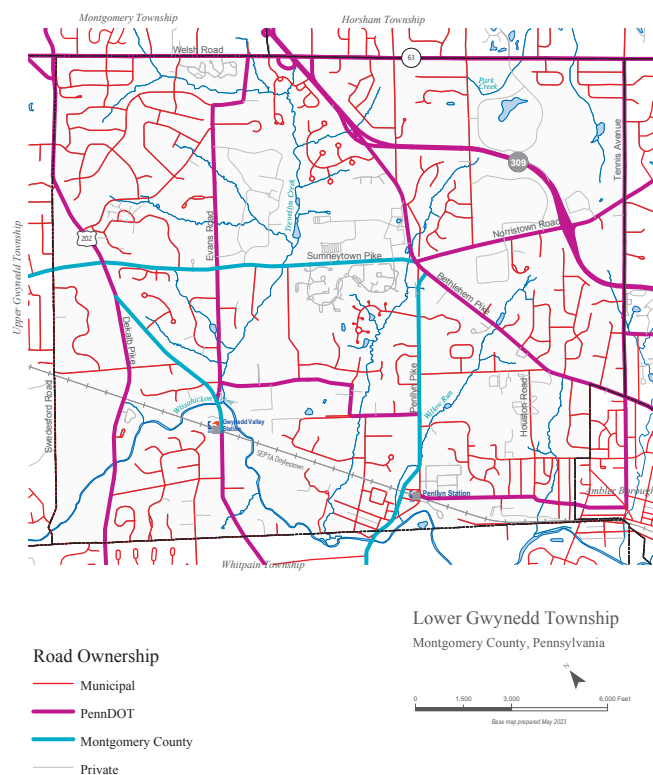 Montgomery Township
Horsham Township
Welsh Road
63
Park
Creek
309
Tennis Avenue
Trewellyn Creek
Evans Road
202
Upper Gwynedd Township
Norristown Road
Sumneytown Pike
Bethlehem Pike
Dekalb Pike
Penllyn Pike
Swedesford Road
Houston Road
Willow Run
Gwynedd Valley
Station
SEPTA Doylestown
Penllyn Station
Ambler Borough
Whitpain Township
Lower Gwynedd Township
Montgomery County, Pennsylvania
Road Ownership
Municipal
PennDOT
Montgomery County
Private
N
0 1,500 3,000 6,000 Feet
Base map prepared May 2023